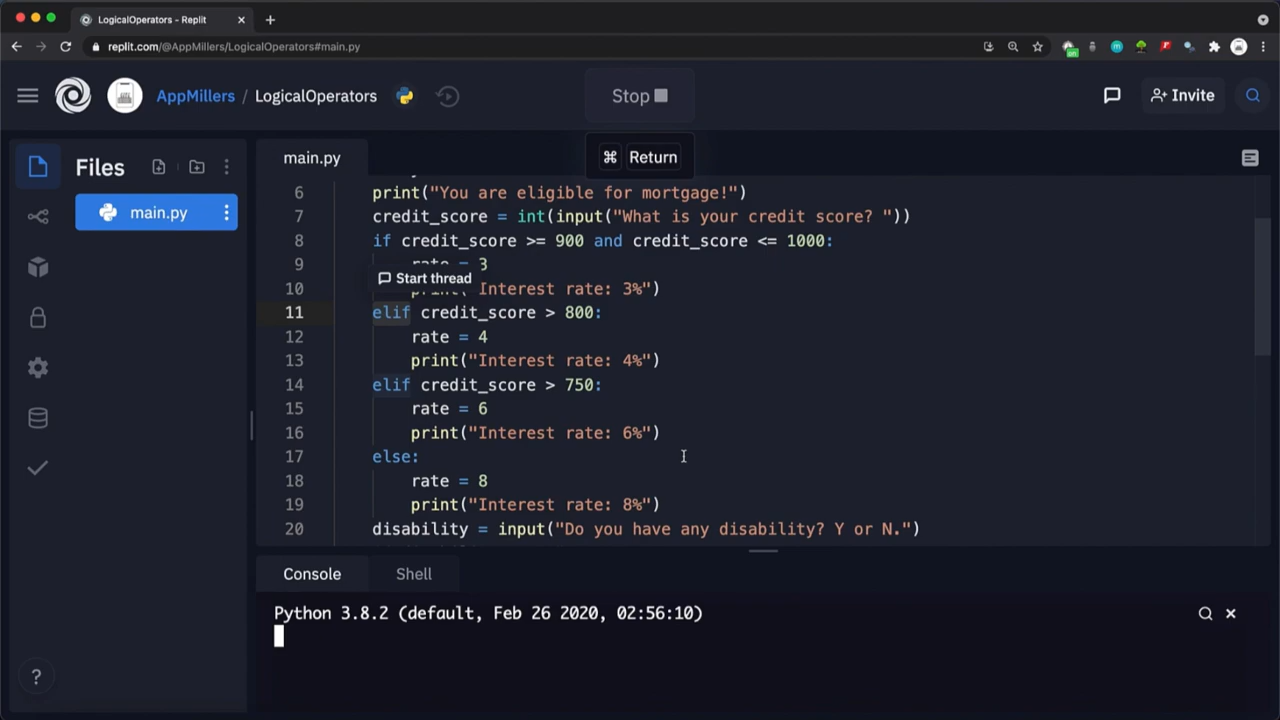 LogicalOperators - Replit
replit.com/@AppMillers/LogicalOperators#main.py
on
AppMillers / LogicalOperators
Stop
Invite
⌘ Return
Files
main.py
main.py
6 print("You are eligible for mortgage!")
7 credit_score = int(input("What is your credit score? "))
8 if credit_score >= 900 and credit_score <= 1000:
9 rate = 3
Start thread
10 print("Interest rate: 3%")
11 elif credit_score > 800:
12 rate = 4
13 print("Interest rate: 4%")
14 elif credit_score > 750:
15 rate = 6
16 print("Interest rate: 6%")
17 else:
18 rate = 8
19 print("Interest rate: 8%")
20 disability = input("Do you have any disability? Y or N.")
Console Shell
Python 3.8.2 (default, Feb 26 2020, 02:56:10)
?